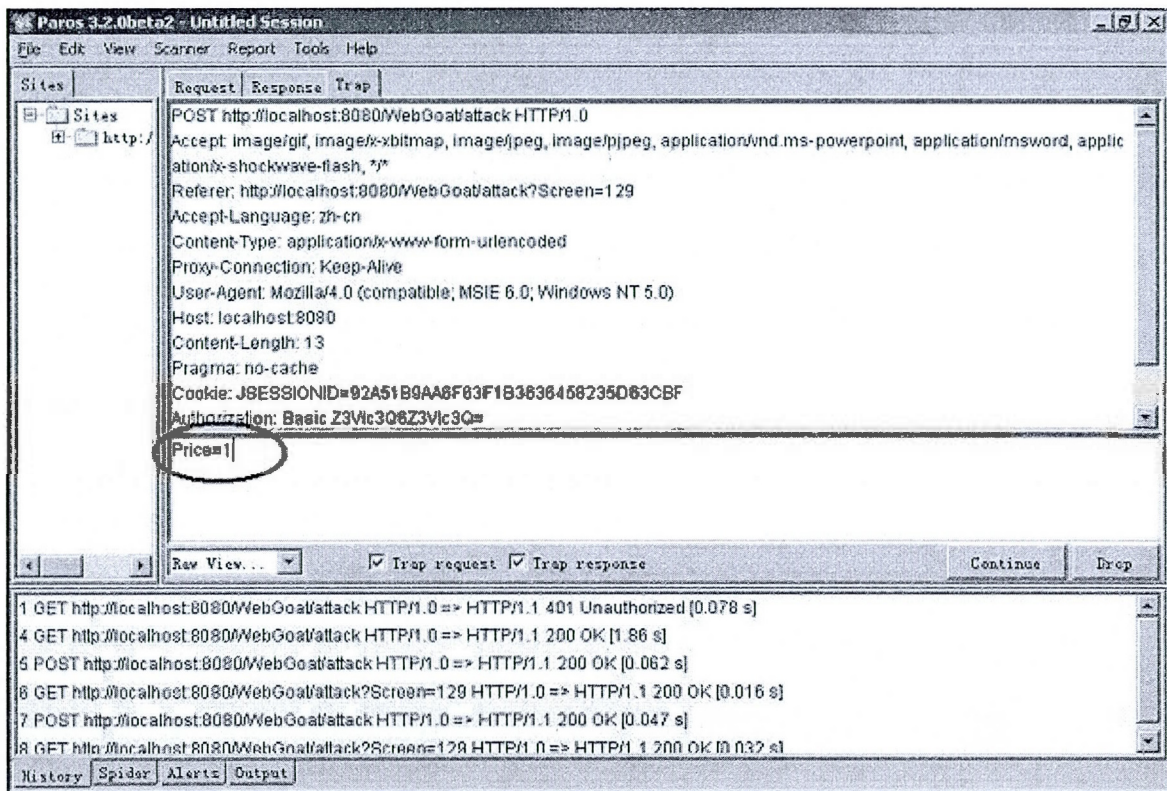 Paros 3.2.0beta2 - Untitled Session
File Edit View Scanner Report Tools Help
Sites
Request Response Trap
Sites
http:/
POST http://localhost:8080/WebGoat/attack HTTP/1.0
Accept: image/gif, image/x-xbitmap, image/jpeg, image/pjpeg, application/vnd.ms-powerpoint, application/msword, applic
ation/x-shockwave-flash, */*
Referer: http://localhost:8080/WebGoat/attack?Screen=129
Accept-Language: zh-cn
Content-Type: application/x-www-form-urlencoded
Proxy-Connection: Keep-Alive
User-Agent: Mozilla/4.0 (compatible; MSIE 6.0; Windows NT 5.0)
Host: localhost:8080
Content-Length: 13
Pragma: no-cache
Cookie: JSESSIONID=92A51B9AA6F63F1B3636458235D63CBF
Authorization: Basic Z3Vlc3Q6Z3Vlc3Q=
Price=1
Raw View... Trap request Trap response Continue Drop
1 GET http://localhost:8080/WebGoat/attack HTTP/1.0 => HTTP/1.1 401 Unauthorized [0.078 s]
4 GET http://localhost:8080/WebGoat/attack HTTP/1.0 => HTTP/1.1 200 OK [1.86 s]
5 POST http://localhost:8080/WebGoat/attack HTTP/1.0 => HTTP/1.1 200 OK [0.062 s]
6 GET http://localhost:8080/WebGoat/attack?Screen=129 HTTP/1.0 => HTTP/1.1 200 OK [0.016 s]
7 POST http://localhost:8080/WebGoat/attack HTTP/1.0 => HTTP/1.1 200 OK [0.047 s]
8 GET http://localhost:8080/WebGoat/attack?Screen=129 HTTP/1.0 => HTTP/1.1 200 OK [0.032 s]
History Spider Alerts Output